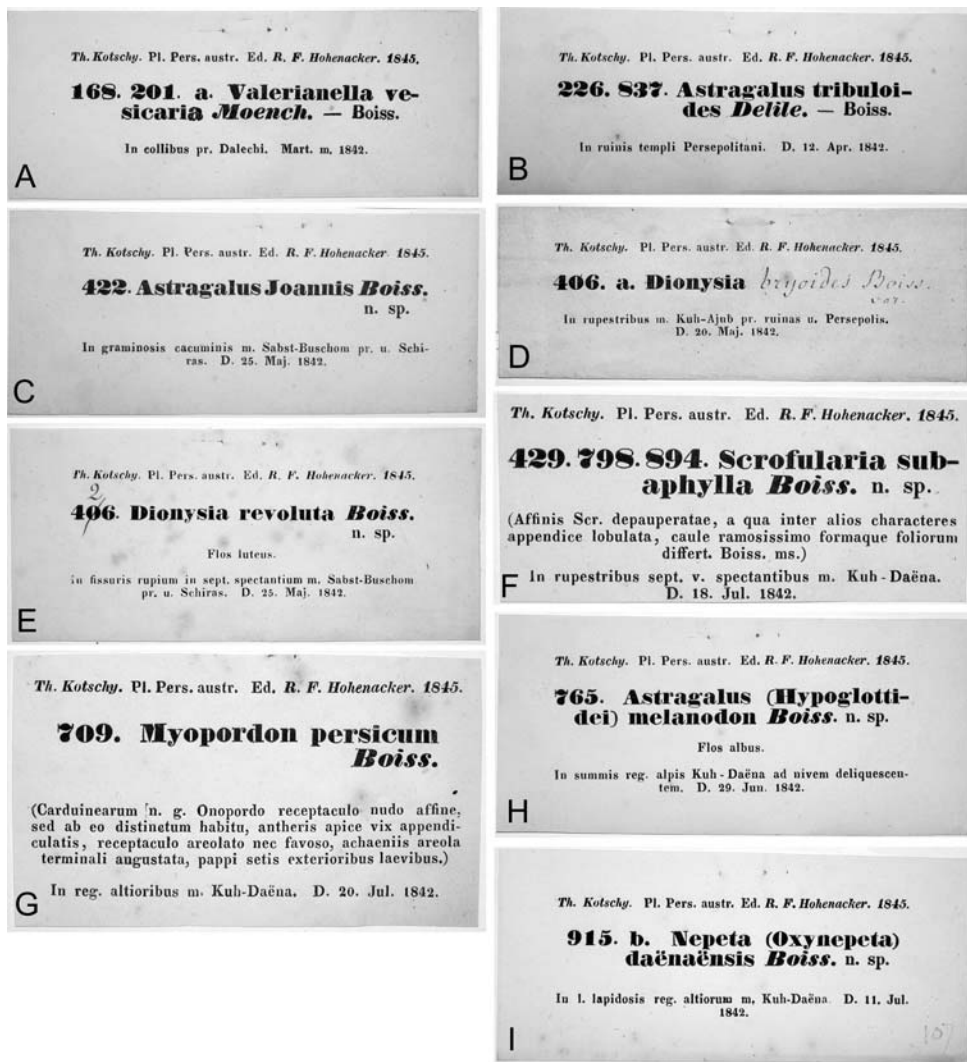 Th. Kotschy. Pl. Pers. austr. Ed. R. F. Hohenacker. 1845.
168. 201. a. Valerianella ve-
sicaria Moench. — Boiss.
In collibus pr. Dalechi. Mart. m. 1842.
A
Th. Kotschy. Pl. Pers. austr. Ed. R. F. Hohenacker. 1845.
226. 837. Astragalus tribuloi-
des Delile. — Boiss.
In ruinis templi Persepolitani. D. 12. Apr. 1842.
B
Th. Kotschy. Pl. Pers. austr. Ed. R. F. Hohenacker. 1845.
422. Astragalus Joannis Boiss.
n. sp.
In graminosis cacuminis m. Sabst-Buschom pr. u. Schi-
ras. D. 25. Maj. 1842.
C
Th. Kotschy. Pl. Pers. austr. Ed. R. F. Hohenacker. 1845.
406. a. Dionysia bryoides Boiss.
var.
In rupestribus m. Kuh-Ajub pr. ruinas u. Persepolis.
D. 20. Maj. 1842.
D
Th. Kotschy. Pl. Pers. austr. Ed. R. F. Hohenacker. 1845.
2
406. Dionysia revoluta Boiss.
n. sp.
Flos luteus.
in fissuris rupium in sept. spectantium m. Sabst-Buschom
pr. u. Schiras. D. 25. Maj. 1842.
E
Th. Kotschy. Pl. Pers. austr. Ed. R. F. Hohenacker. 1845.
429. 798. 894. Scrofularia sub-
aphylla Boiss. n. sp.
(Affinis Scr. depauperatae, a qua inter alios characteres
appendice lobulata, caule ramosissimo formaque foliorum
differt. Boiss. ms.)
In rupestribus sept. v. spectantibus m. Kuh-Daëna.
D. 18. Jul. 1842.
F
Th. Kotschy. Pl. Pers. austr. Ed. R. F. Hohenacker. 1845.
709. Myopordon persicum
Boiss.
(Carduinearum n. g. Onopordo receptaculo nudo affine,
sed ab eo distinctum habitu, antheris apice vix appendi-
culatis, receptaculo areolato nec favoso, achaeniis areola
terminali angustata, pappi setis exterioribus laevibus.)
In reg. altioribus m. Kuh-Daëna. D. 20. Jul. 1842.
G
Th. Kotschy. Pl. Pers. austr. Ed. R. F. Hohenacker. 1845.
765. Astragalus (Hypoglotti-
dei) melanodon Boiss. n. sp.
Flos albus.
In summis reg. alpis Kuh-Daëna ad nivem deliquescen-
tem. D. 29. Jun. 1842.
H
Th. Kotschy. Pl. Pers. austr. Ed. R. F. Hohenacker. 1845.
915. b. Nepeta (Oxynepeta)
daënaënsis Boiss. n. sp.
In l. lapidosis reg. altiorum m. Kuh-Daëna D. 11. Jul.
1842.
107
I